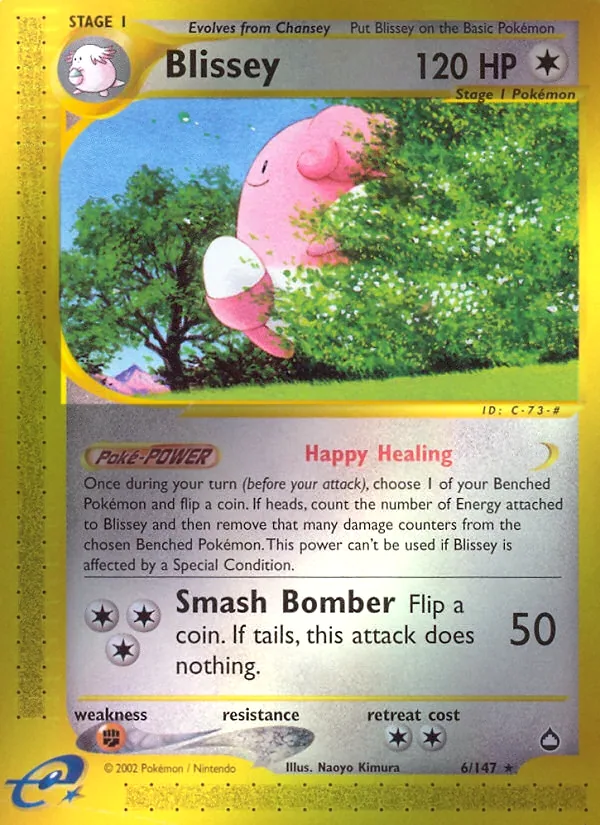 STAGE 1
Evolves from Chansey Put Blissey on the Basic Pokémon
Blissey 120 HP
Stage 1 Pokémon
ID: C-73-#
Poké-POWER Happy Healing
Once during your turn (before your attack), choose 1 of your Benched
Pokémon and flip a coin. If heads, count the number of Energy attached
to Blissey and then remove that many damage counters from the
chosen Benched Pokémon. This power can't be used if Blissey is
affected by a Special Condition.
Smash Bomber Flip a
coin. If tails, this attack does
nothing.
50
weakness resistance retreat cost
© 2002 Pokémon / Nintendo Illus. Naoyo Kimura 6/147 ★
e